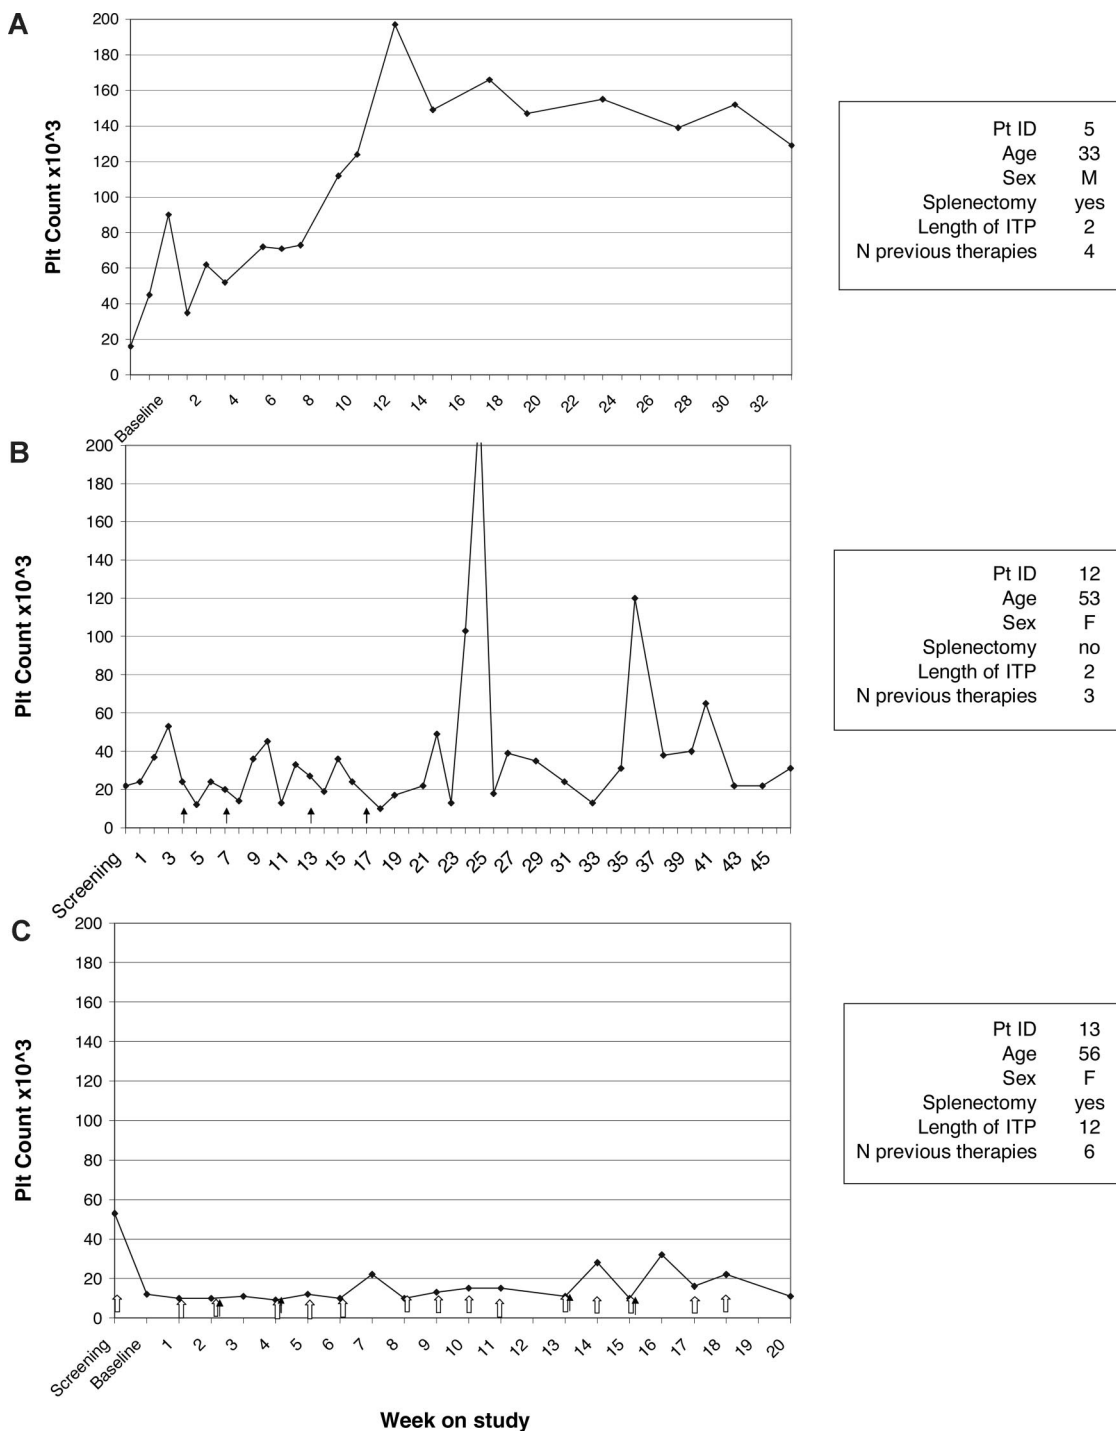 A
Plt Count x10^3
200
180
160
140
120
100
80
60
40
20
0
Baseline 2 4 6 8 10 12 14 16 18 20 22 24 26 28 30 32
Pt ID 5
Age 33
Sex M
Splenectomy yes
Length of ITP 2
N previous therapies 4
B
Plt Count x10^3
200
180
160
140
120
100
80
60
40
20
0
Screening 1 3 5 7 9 11 13 15 17 19 21 23 25 27 29 31 33 35 37 39 41 43 45
Pt ID 12
Age 53
Sex F
Splenectomy no
Length of ITP 2
N previous therapies 3
C
Plt Count x10^3
200
180
160
140
120
100
80
60
40
20
0
Screening Baseline 1 2 3 4 5 6 7 8 9 10 11 12 13 14 15 16 17 18 19 20
Pt ID 13
Age 56
Sex F
Splenectomy yes
Length of ITP 12
N previous therapies 6
Week on study